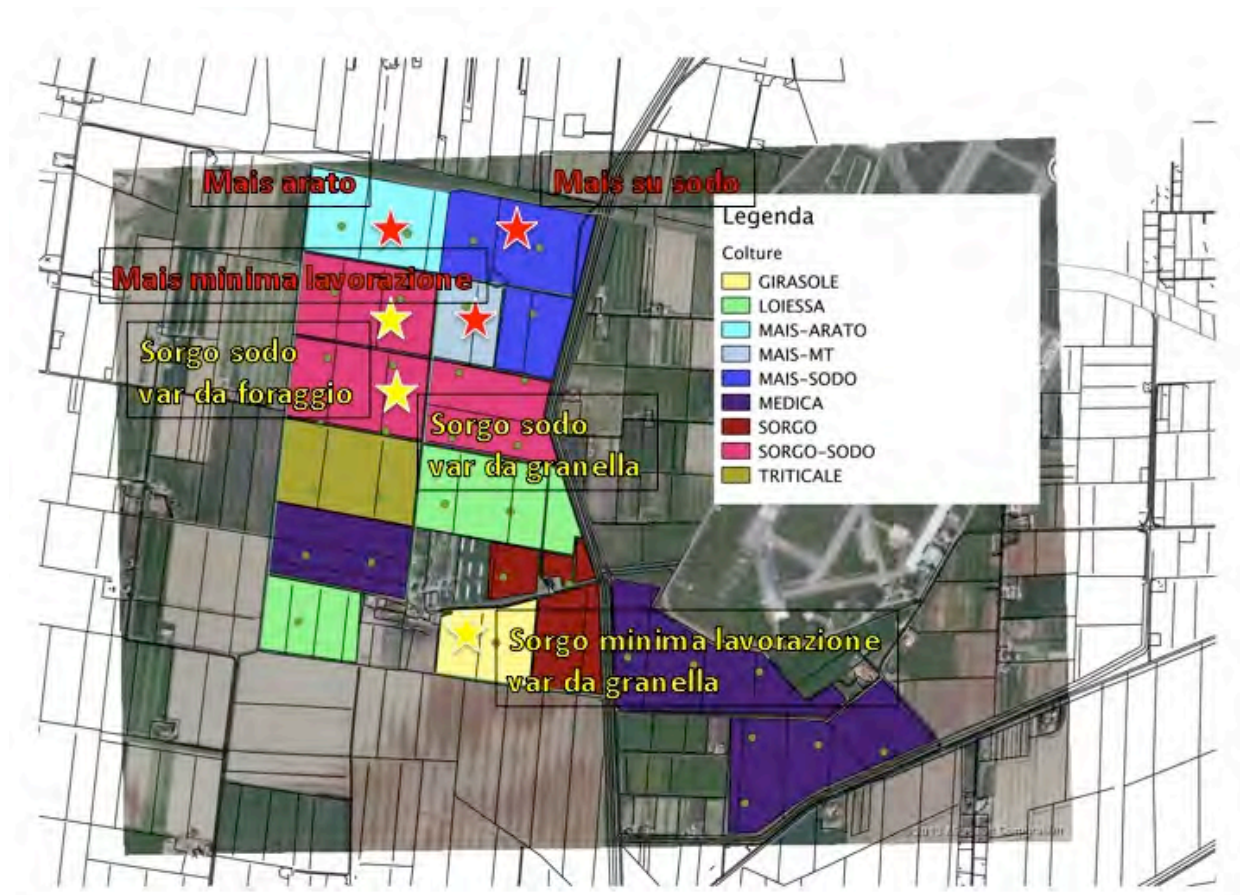 Mais arato
Mais su sodo
Mais minima lavorazione
Sorgo sodo
var da foraggio
Sorgo sodo
var da granella
Sorgo minima lavorazione
var da granella
Legenda
Colture
GIRASOLE
LOIESSA
MAIS-ARATO
MAIS-MT
MAIS-SODO
MEDICA
SORGO
SORGO-SODO
TRITICALE